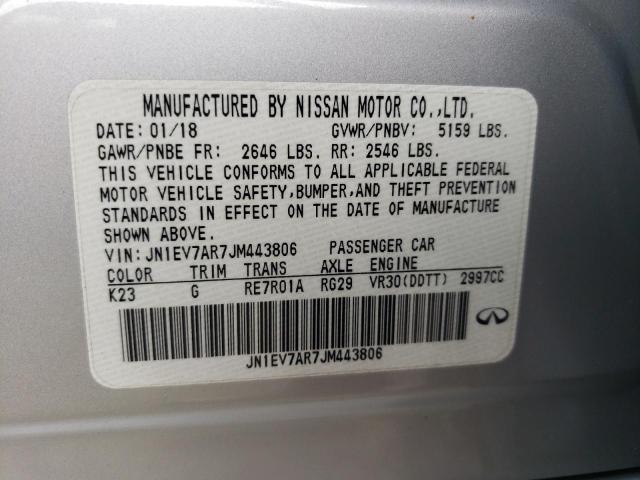 MANUFACTURED BY NISSAN MOTOR CO.,LTD.
DATE: 01/18 GVWR/PNBV: 5159 LBS.
GAWR/PNBE FR: 2646 LBS. RR: 2546 LBS.
THIS VEHICLE CONFORMS TO ALL APPLICABLE FEDERAL
MOTOR VEHICLE SAFETY,BUMPER,AND THEFT PREVENTION
STANDARDS IN EFFECT ON THE DATE OF MANUFACTURE
SHOWN ABOVE.
VIN: JN1EV7AR7JM443806 PASSENGER CAR
COLOR TRIM TRANS AXLE ENGINE
K23 G RE7R01A RG29 VR30(DDTT) 2997CC
JN1EV7AR7JM443806